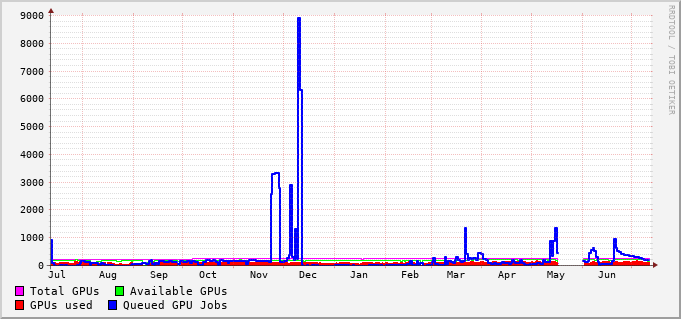 9000
8000
7000
6000
5000
4000
3000
2000
1000
0
Jul Aug Sep Oct Nov Dec Jan Feb Mar Apr May Jun
RRDTOOL / TOBI OETIKER
Total GPUs Available GPUs
GPUs used Queued GPU Jobs